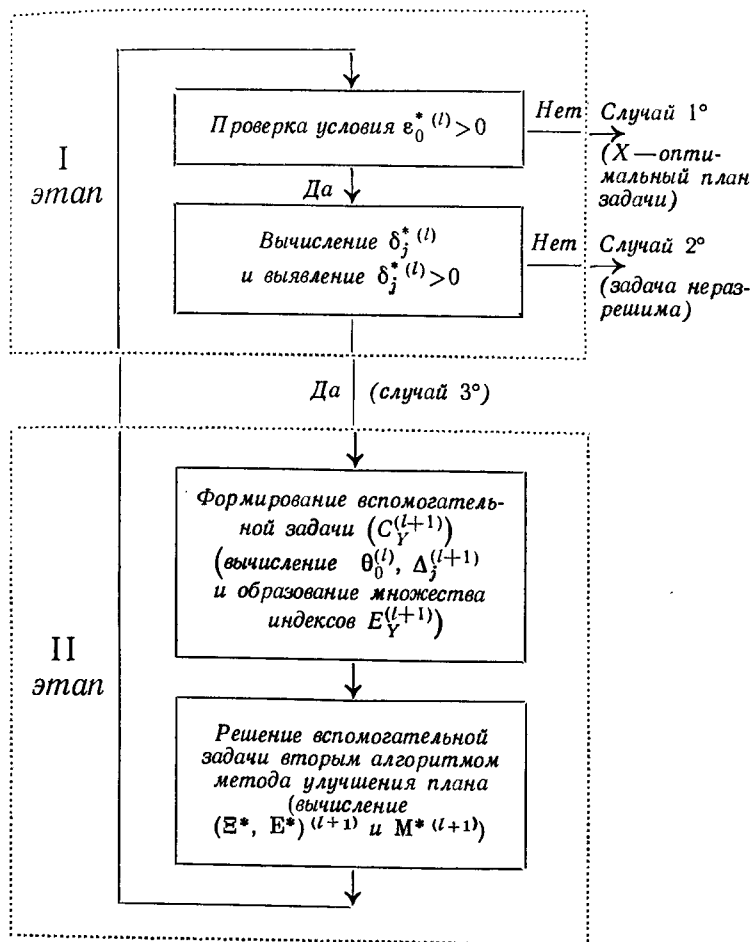 I
этап
Проверка условия ε₀*⁽ˡ⁾>0
Нет
Случай 1°
(X—опти-
мальный план
задачи)
Да
Вычисление δⱼ*⁽ˡ⁾
и выявление δⱼ*⁽ˡ⁾>0
Нет
Случай 2°
(задача нераз-
решима)
Да (случай 3°)
II
этап
Формирование вспомогатель-
ной задачи (C_Y^(l+1))
(вычисление θ₀^(l), Δⱼ^(l+1)
и образование множества
индексов E_Y^(l+1))
Решение вспомогательной
задачи вторым алгоритмом
метода улучшения плана
(вычисление
(Ξ*, E*)^(l+1) и M*^(l+1))